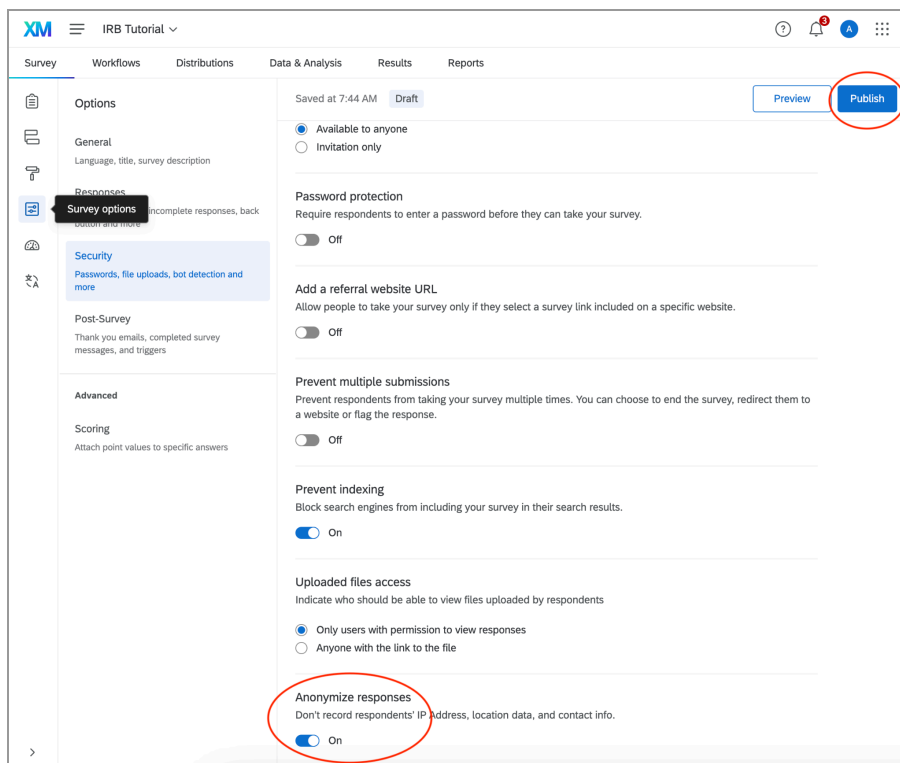 XM IRB Tutorial 3 A
Survey Workflows Distributions Data & Analysis Results Reports
Options
Saved at 7:44 AM Draft Preview Publish
General
Language, title, survey description
Responses
incomplete responses, back
button and more
Survey options
Security
Passwords, file uploads, bot detection and
more
Post-Survey
Thank you emails, completed survey
messages, and triggers
Advanced
Scoring
Attach point values to specific answers
Available to anyone
Invitation only
Password protection
Require respondents to enter a password before they can take your survey.
Off
Add a referral website URL
Allow people to take your survey only if they select a survey link included on a specific website.
Off
Prevent multiple submissions
Prevent respondents from taking your survey multiple times. You can choose to end the survey, redirect them to
a website or flag the response.
Off
Prevent indexing
Block search engines from including your survey in their search results.
On
Uploaded files access
Indicate who should be able to view files uploaded by respondents
Only users with permission to view responses
Anyone with the link to the file
Anonymize responses
Don't record respondents' IP Address, location data, and contact info.
On